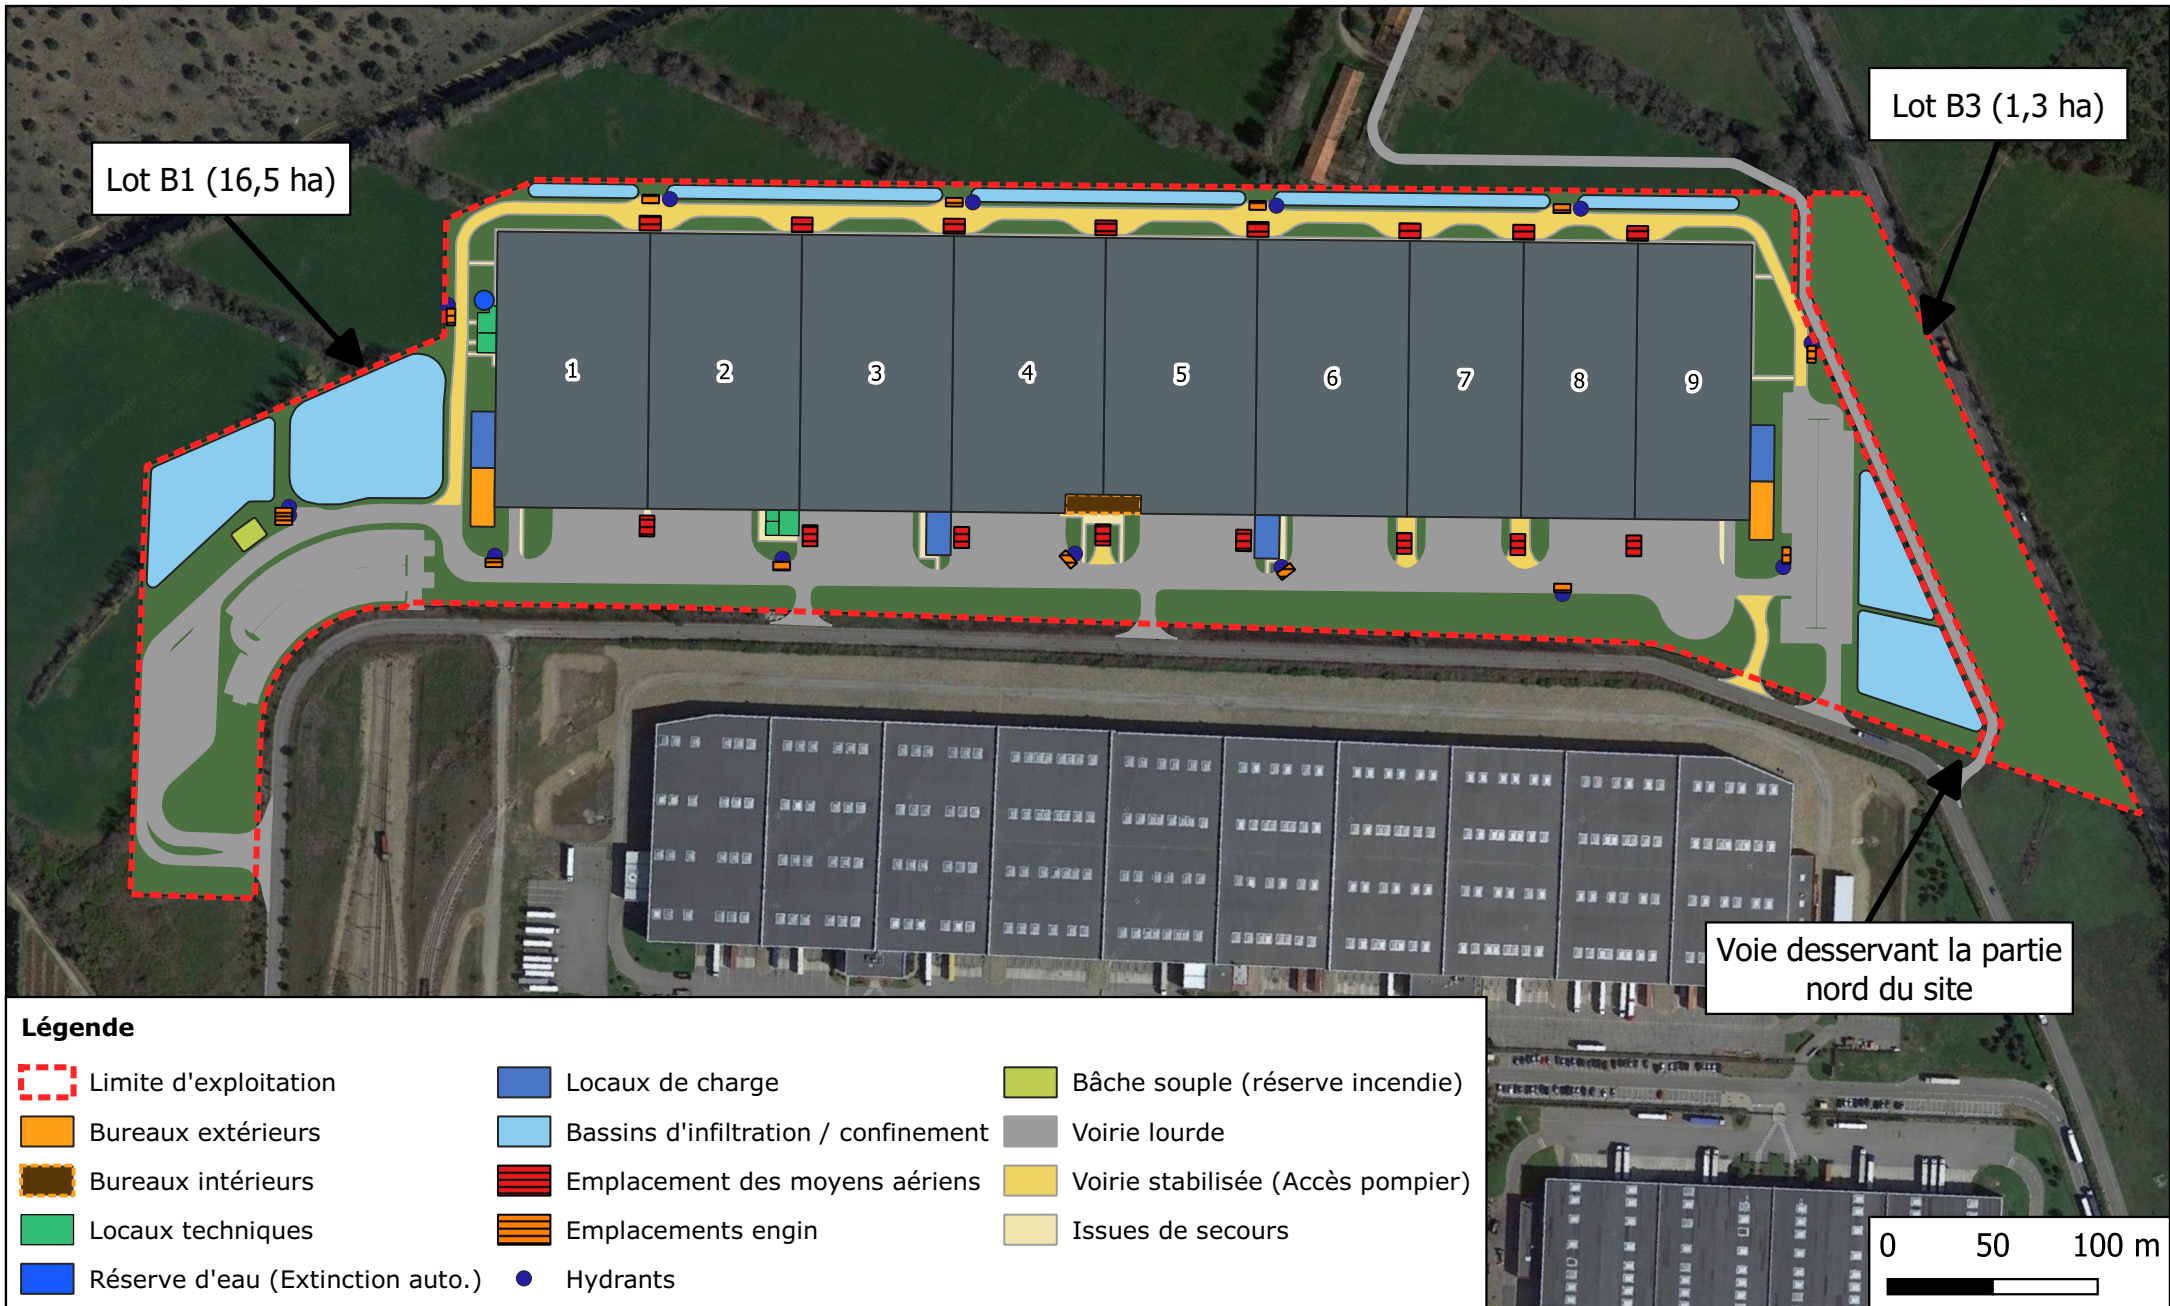 Lot B3 (1,3 ha)
Lot B1 (16,5 ha)
1
2
3
4
5
6
7
8
9
Voie desservant la partie
nord du site
Légende
Limite d'exploitation
Bureaux extérieurs
Bureaux intérieurs
Locaux techniques
Réserve d'eau (Extinction auto.)
Locaux de charge
Bassins d'infiltration / confinement
Emplacement des moyens aériens
Emplacements engin
Hydrants
Bâche souple (réserve incendie)
Voirie lourde
Voirie stabilisée (Accès pompier)
Issues de secours
0 50 100 m